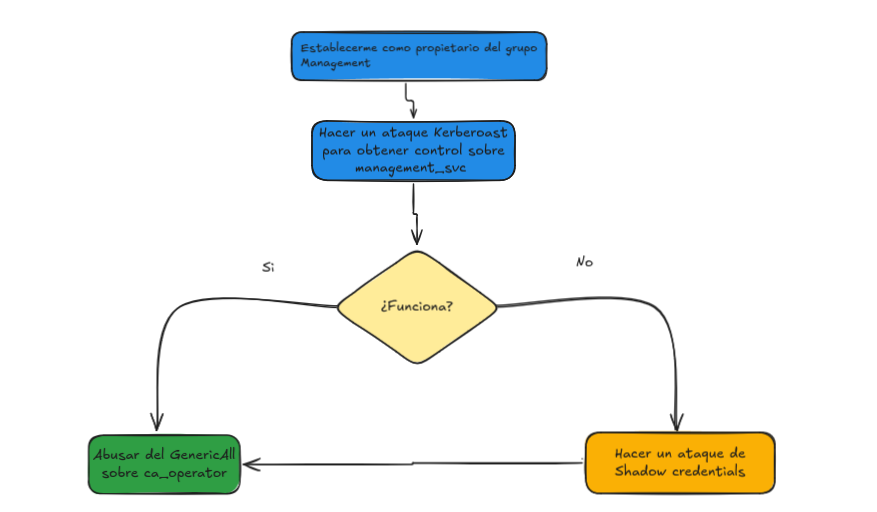 Establecerme como propietario del grupo
Management
Hacer un ataque Kerberoast
para obtener control sobre
management_svc
Si
No
¿Funciona?
Abusar del GenericAll
sobre ca_operator
Hacer un ataque de
Shadow credentials